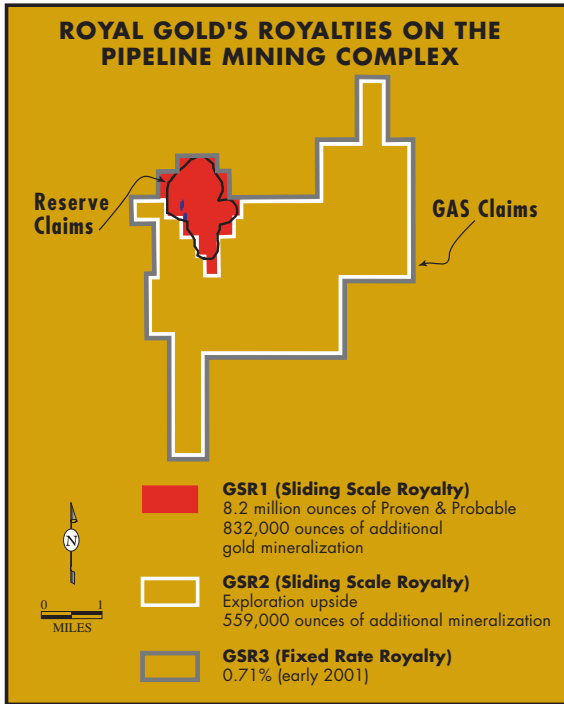 ROYAL GOLD'S ROYALTIES ON THE
PIPELINE MINING COMPLEX
Reserve
Claims
GAS Claims
GSR1 (Sliding Scale Royalty)
8.2 million ounces of Proven & Probable
832,000 ounces of additional
gold mineralization
N
GSR2 (Sliding Scale Royalty)
Exploration upside
559,000 ounces of additional mineralization
0 1
MILES
GSR3 (Fixed Rate Royalty)
0.71% (early 2001)